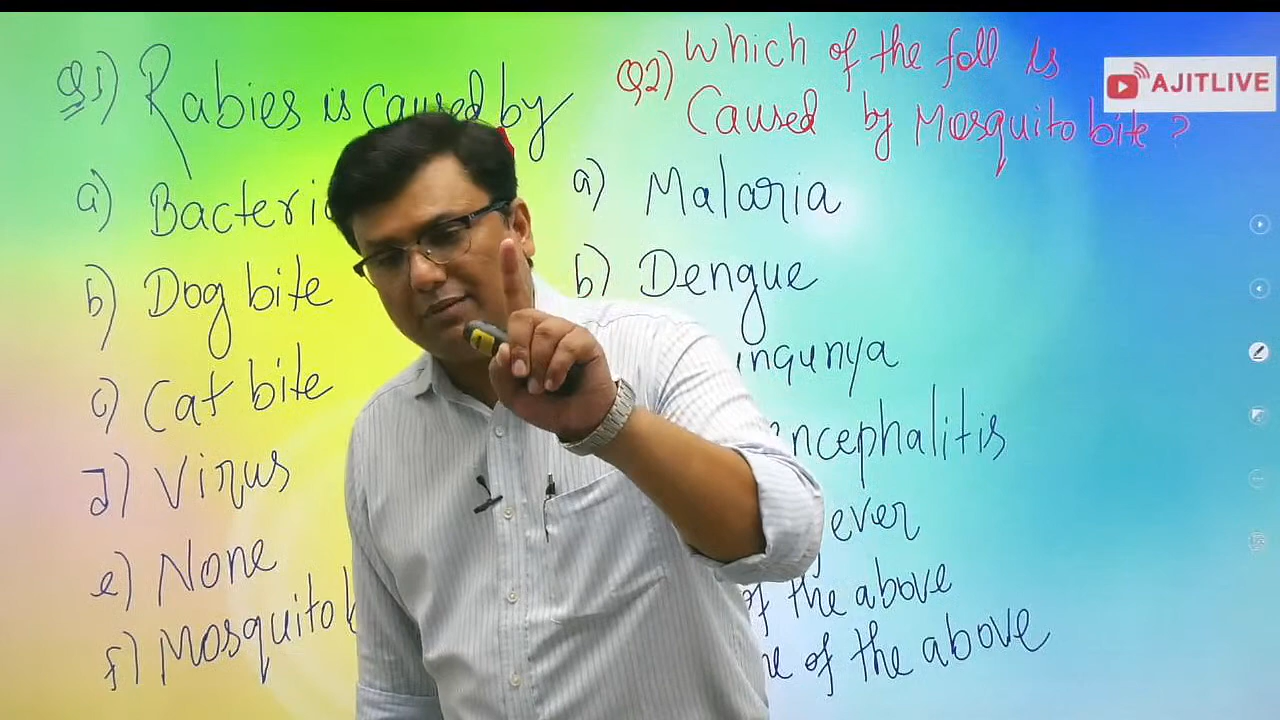 Q1) Rabies is caused by
a) Bacteri
b) Dog bite
c) Cat bite
d) Virus
e) None
f) Mosquito b
Q2) Which of the foll is
Caused by Mosquito bite ?
a) Malaria
b) Dengue
ngunya
ncephalitis
ever
of the above
ne of the above
AJITLIVE